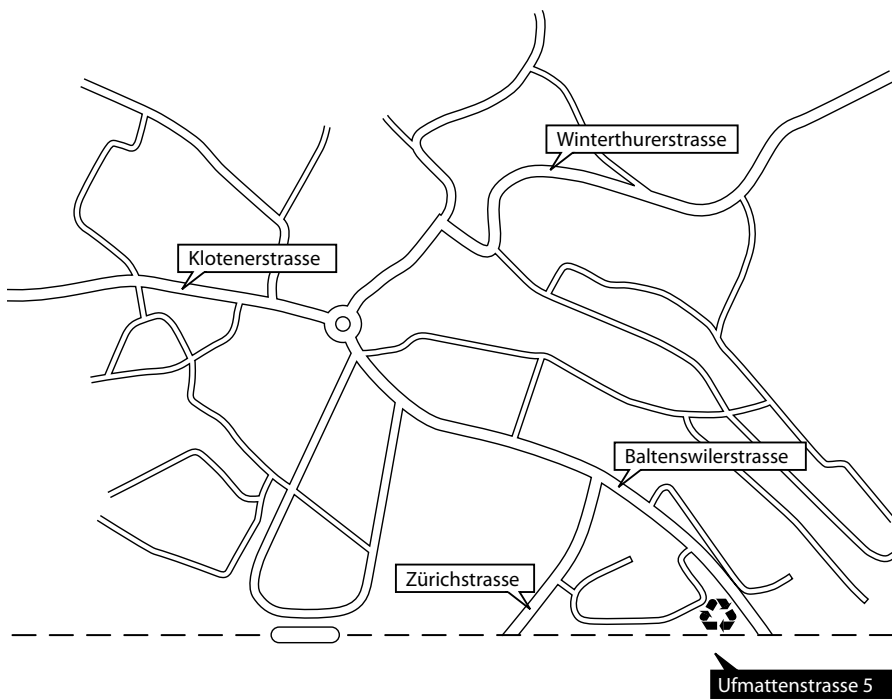 Winterthurerstrasse
Klotenerstrasse
Baltenswilerstrasse
Zürichstrasse
Ufmattenstrasse 5